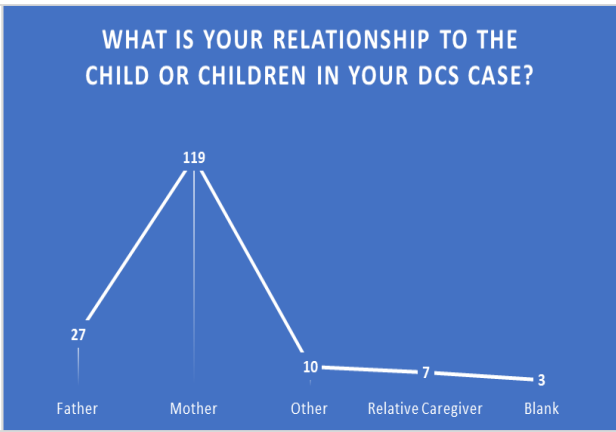 WHAT IS YOUR RELATIONSHIP TO THE
CHILD OR CHILDREN IN YOUR DCS CASE?
119
27
10
7
3
Father Mother Other Relative Caregiver Blank